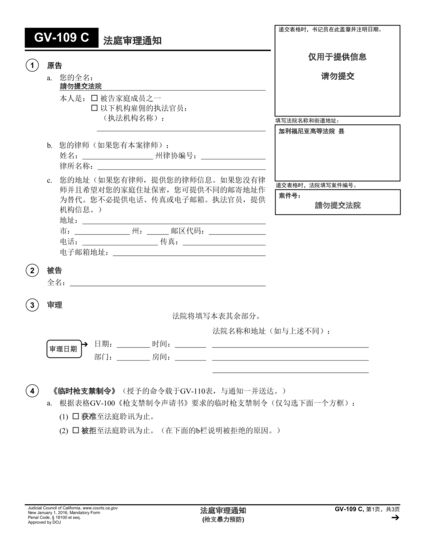 GV-109 C 法庭审理通知
递交表格时，书记员在此盖章并注明日期。
仅用于提供信息
请勿提交
填写法院名称和街道地址：
加利福尼亚高等法院 县
递交表格时，法院填写案件编号。
案件号：
請勿提交法院
1 原告
a. 您的全名：
請勿提交法院
本人是：☐ 被告家庭成员之一
☐ 以下机构雇佣的执法官员：
（执法机构名称）：
b. 您的律师（如果您有本案律师）：
姓名： 州律协编号：
律所名称：
c. 您的地址（如果您有律师，提供您的律师信息。如果您没有律
师并且希望对您的家庭住址保密，您可提供不同的邮寄地址作
为替代。您不必提供电话、传真或电子邮箱。执法官员，提供
机构信息。）
地址：
市： 州： 邮区代码：
电话： 传真：
电子邮箱地址：
2 被告
全名：
3 审理
法院将填写本表其余部分。
法院名称和地址（如与上述不同）：
审理日期 ➔ 日期： 时间：
部门： 房间：
4 《临时枪支禁制令》（授予的命令载于GV-110表，与通知一并送达。）
a. 根据表格GV-100《枪支禁制令声请书》要求的临时枪支禁制令（仅勾选下面一个方框）：
(1) ☐ 获准至法庭聆讯为止。
(2) ☐ 被拒至法庭聆讯为止。（在下面的b栏说明被拒绝的原因。）
Judicial Council of California, www.courts.ca.gov
New January 1, 2016, Mandatory Form
Penal Code, § 18100 et seq.
Approved by DOJ
法庭审理通知
(枪支暴力预防)
GV-109 C, 第1页，共3页
➔